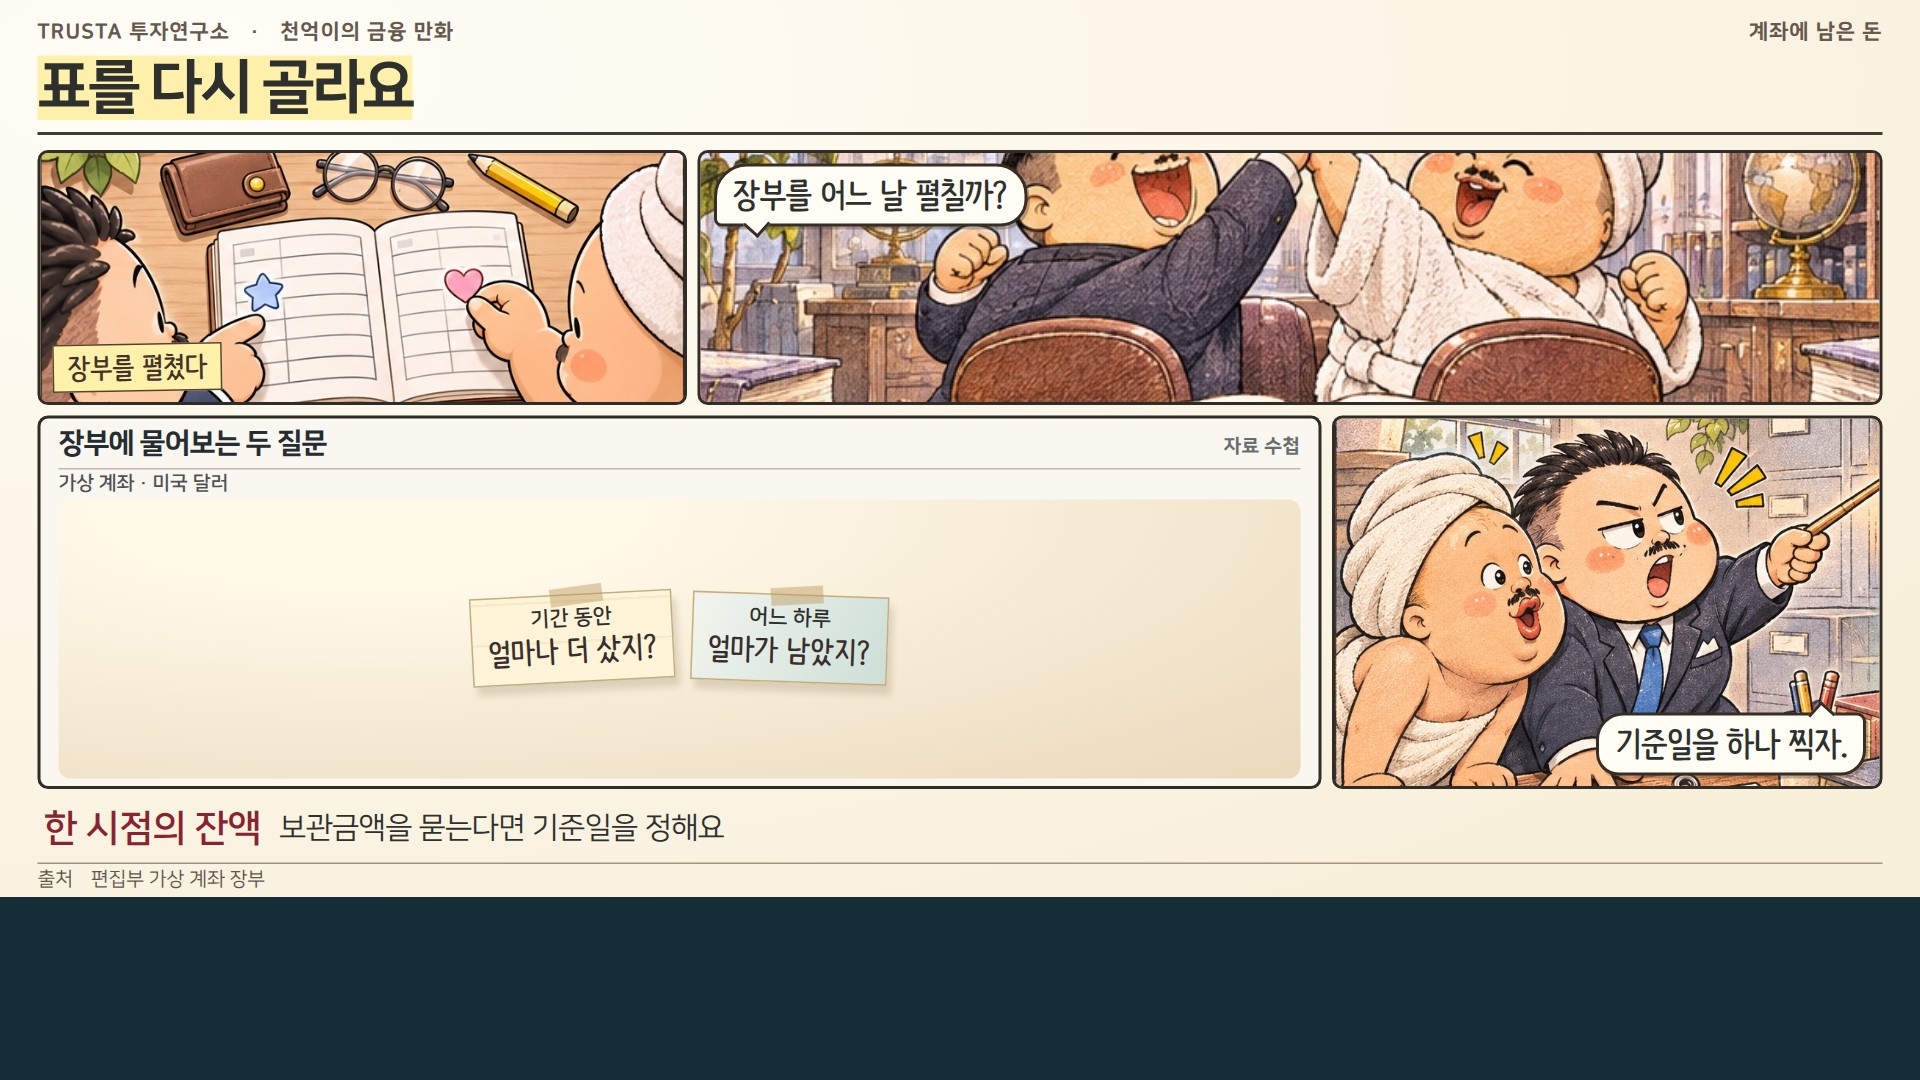 TRUSTA 투자연구소 · 천억이의 금융 만화
계좌에 남은 돈
표를 다시 골라요
장부를 펼쳤다
장부를 어느 날 펼칠까?
장부에 물어보는 두 질문
자료 수첩
가상 계좌 · 미국 달러
기간 동안
얼마나 더 샀지?
어느 하루
얼마가 남았지?
기준일을 하나 찍자.
한 시점의 잔액 보관금액을 묻는다면 기준일을 정해요
출처 편집부 가상 계좌 장부